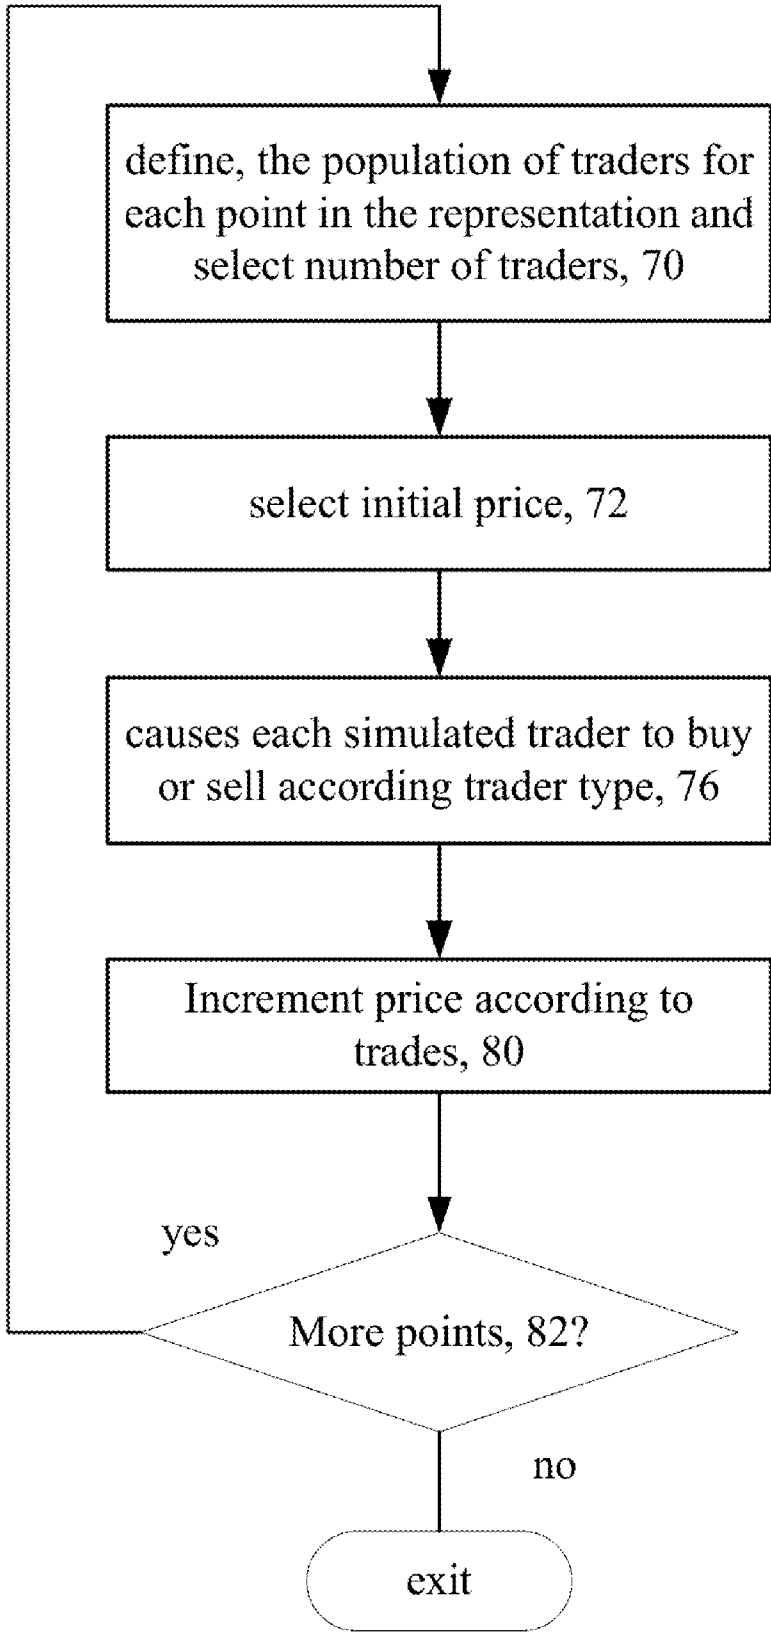 define, the population of traders for
each point in the representation and
select number of traders, 70
select initial price, 72
causes each simulated trader to buy
or sell according trader type, 76
Increment price according to
trades, 80
yes
More points, 82?
no
exit